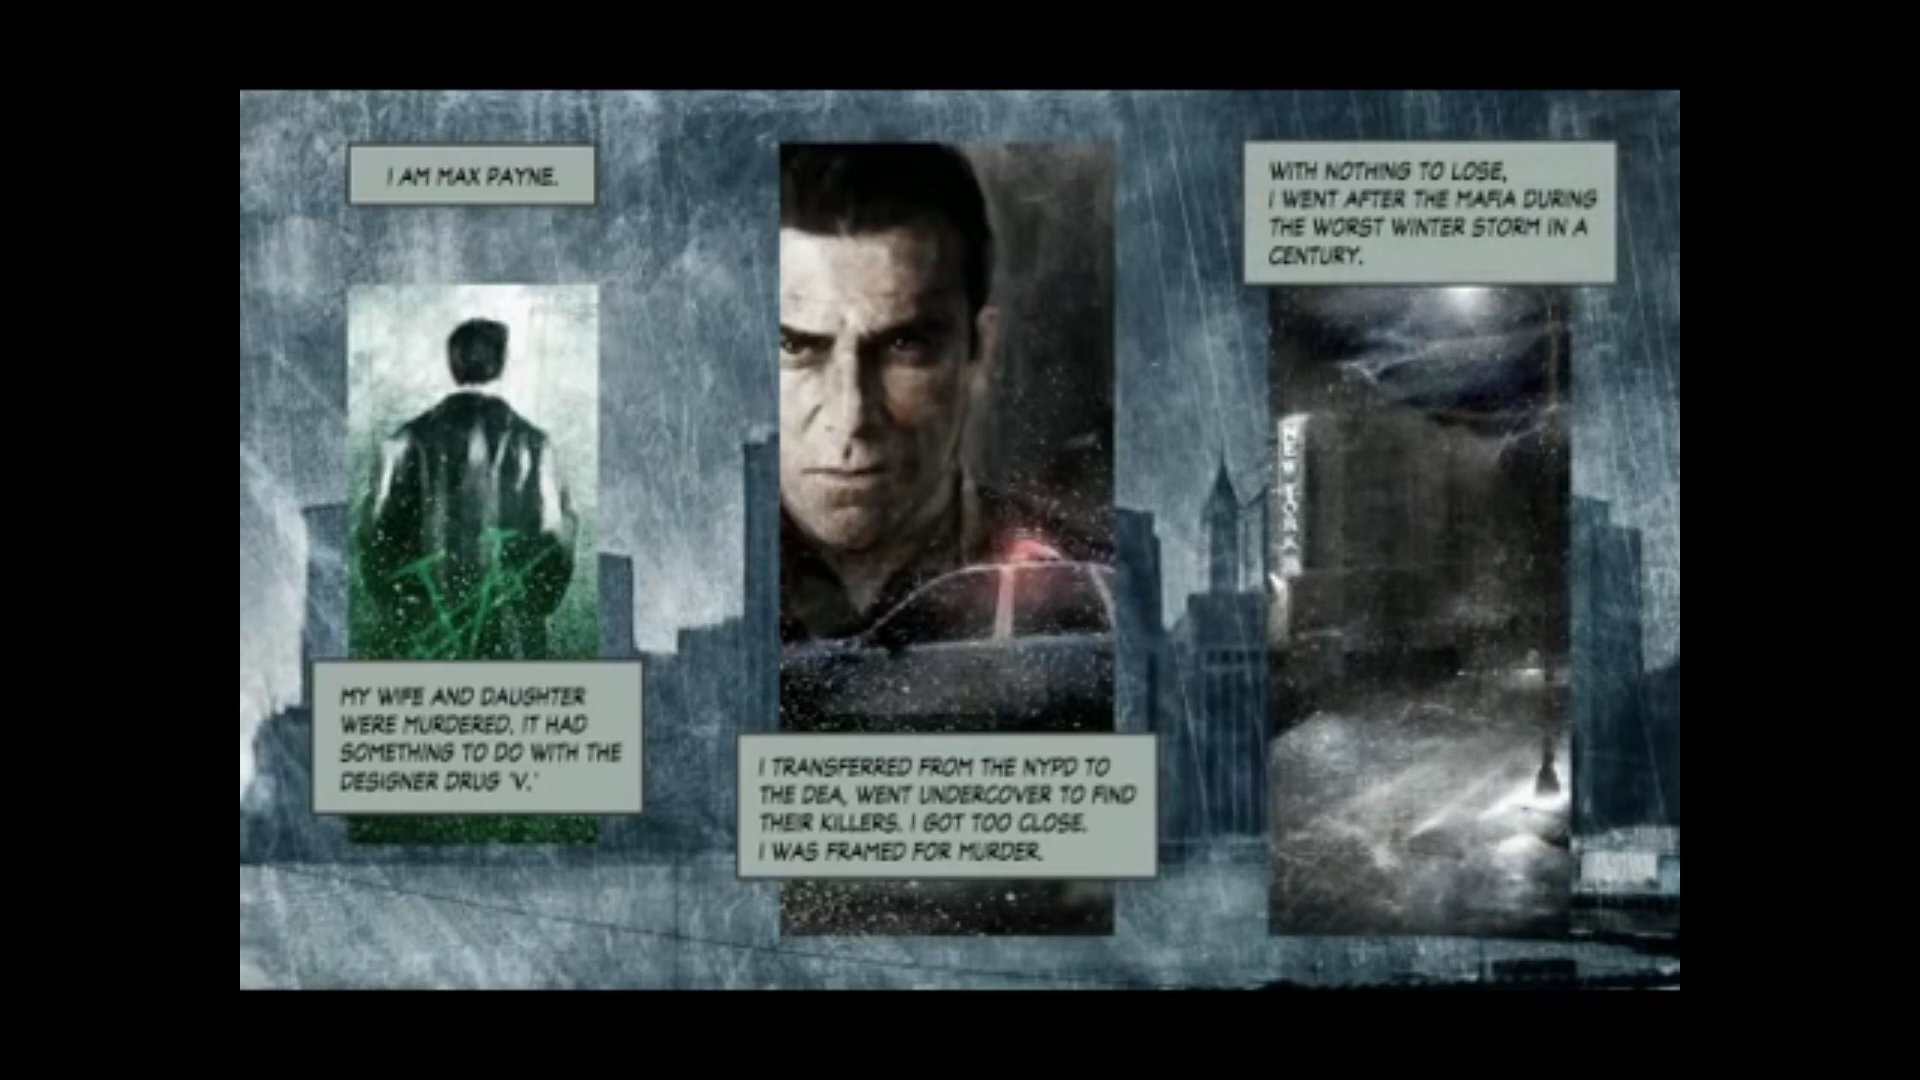 I AM MAX PAYNE.
MY WIFE AND DAUGHTER
WERE MURDERED. IT HAD
SOMETHING TO DO WITH THE
DESIGNER DRUG 'V.'
I TRANSFERRED FROM THE NYPD TO
THE DEA, WENT UNDERCOVER TO FIND
THEIR KILLERS. I GOT TOO CLOSE.
I WAS FRAMED FOR MURDER.
WITH NOTHING TO LOSE,
I WENT AFTER THE MAFIA DURING
THE WORST WINTER STORM IN A
CENTURY.